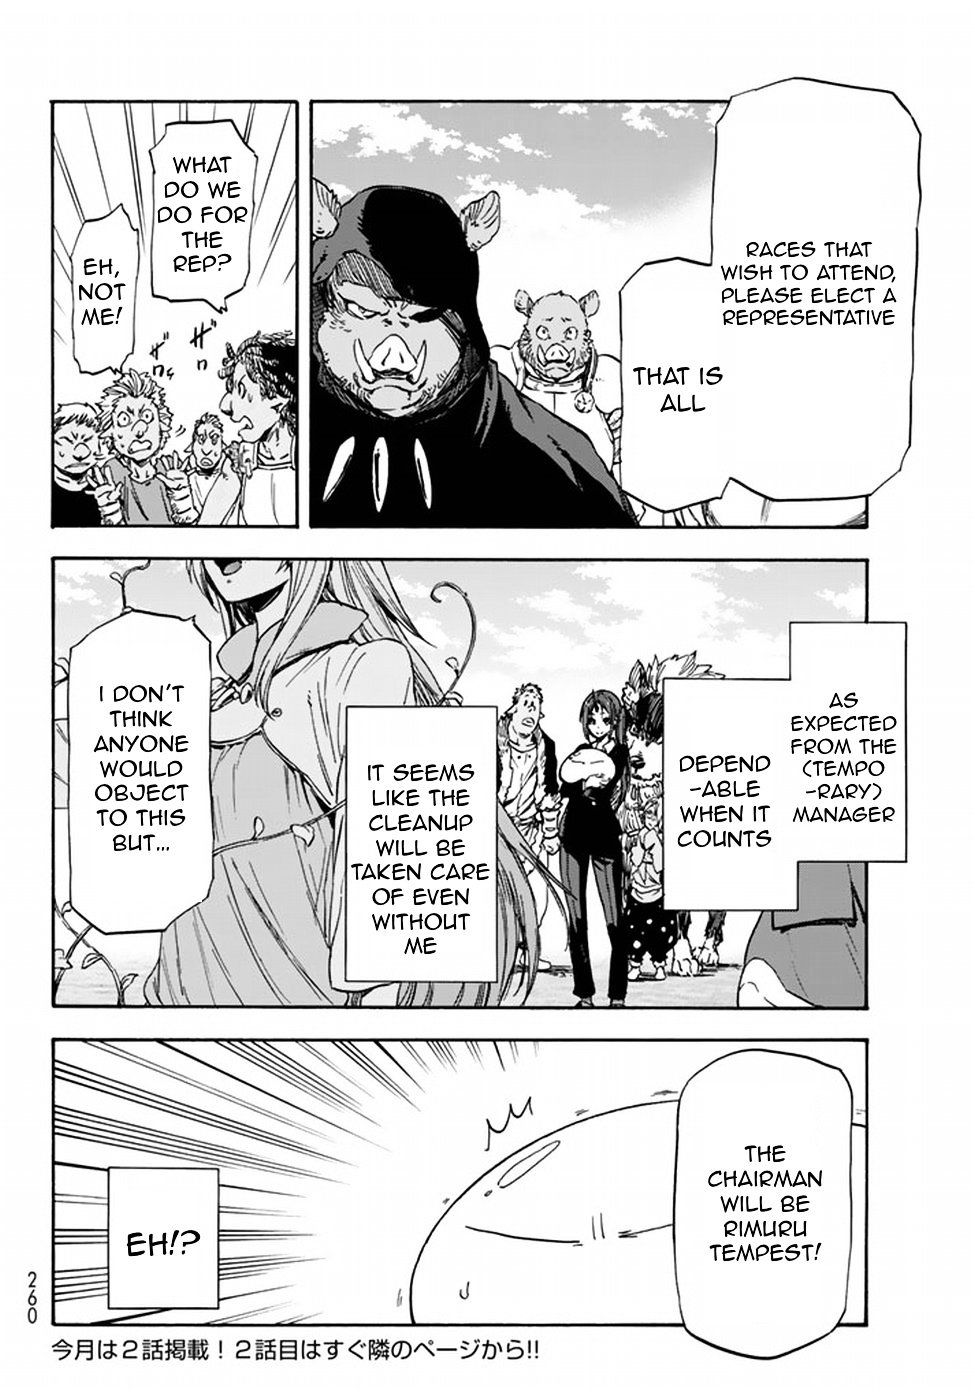 RACES THAT
WISH TO ATTEND,
PLEASE ELECT A
REPRESENTATIVE
THAT IS
ALL
WHAT
DO WE
DO FOR
THE
REP?
EH,
NOT
ME!
ザ
ワ
ザ
ワ
AS
EXPECTED
FROM THE
(TEMPO
-RARY)
MANAGER
DEPEND
-ABLE
WHEN IT
COUNTS
IT SEEMS
LIKE THE
CLEANUP
WILL BE
TAKEN CARE
OF EVEN
WITHOUT
ME
I DON'T
THINK
ANYONE
WOULD
OBJECT
TO THIS
BUT...
THE
CHAIRMAN
WILL BE
RIMURU
TEMPEST!
EH!?
260
今月は2話掲載！2話目はすぐ隣のページから!!